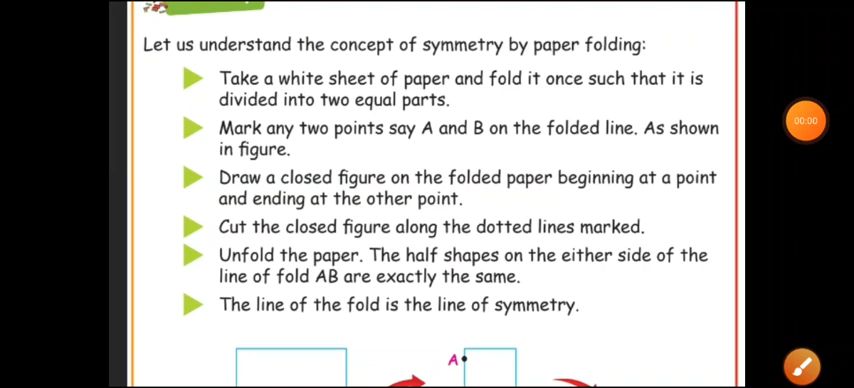 Let us understand the concept of symmetry by paper folding:
Take a white sheet of paper and fold it once such that it is
divided into two equal parts.
Mark any two points say A and B on the folded line. As shown
in figure.
Draw a closed figure on the folded paper beginning at a point
and ending at the other point.
Cut the closed figure along the dotted lines marked.
Unfold the paper. The half shapes on the either side of the
line of fold AB are exactly the same.
The line of the fold is the line of symmetry.
A
00:00